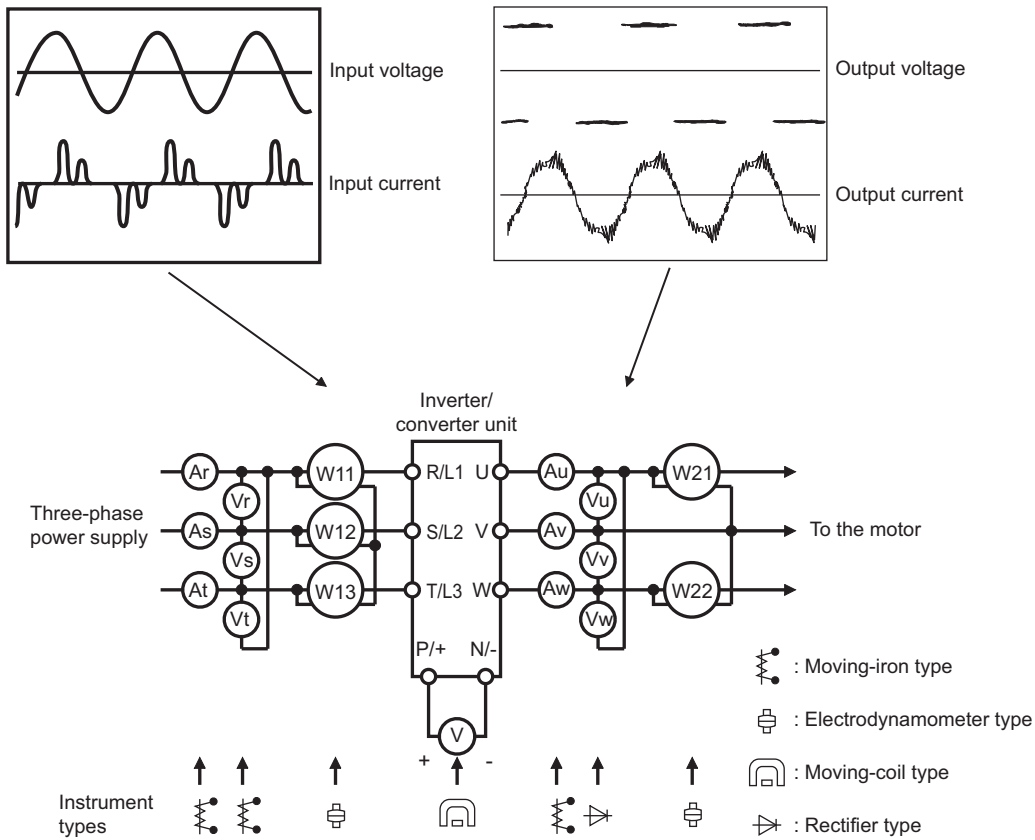 Input voltage
Input current
Output voltage
Output current
Inverter/
converter unit
Three-phase
power supply
Ar
As
At
Vr
Vs
Vt
W11
W12
W13
R/L1
S/L2
T/L3
U
V
W
P/+
N/-
V
+
-
Au
Av
Aw
Vu
Vv
Vw
W21
W22
To the motor
: Moving-iron type
: Electrodynamometer type
: Moving-coil type
: Rectifier type
Instrument
types